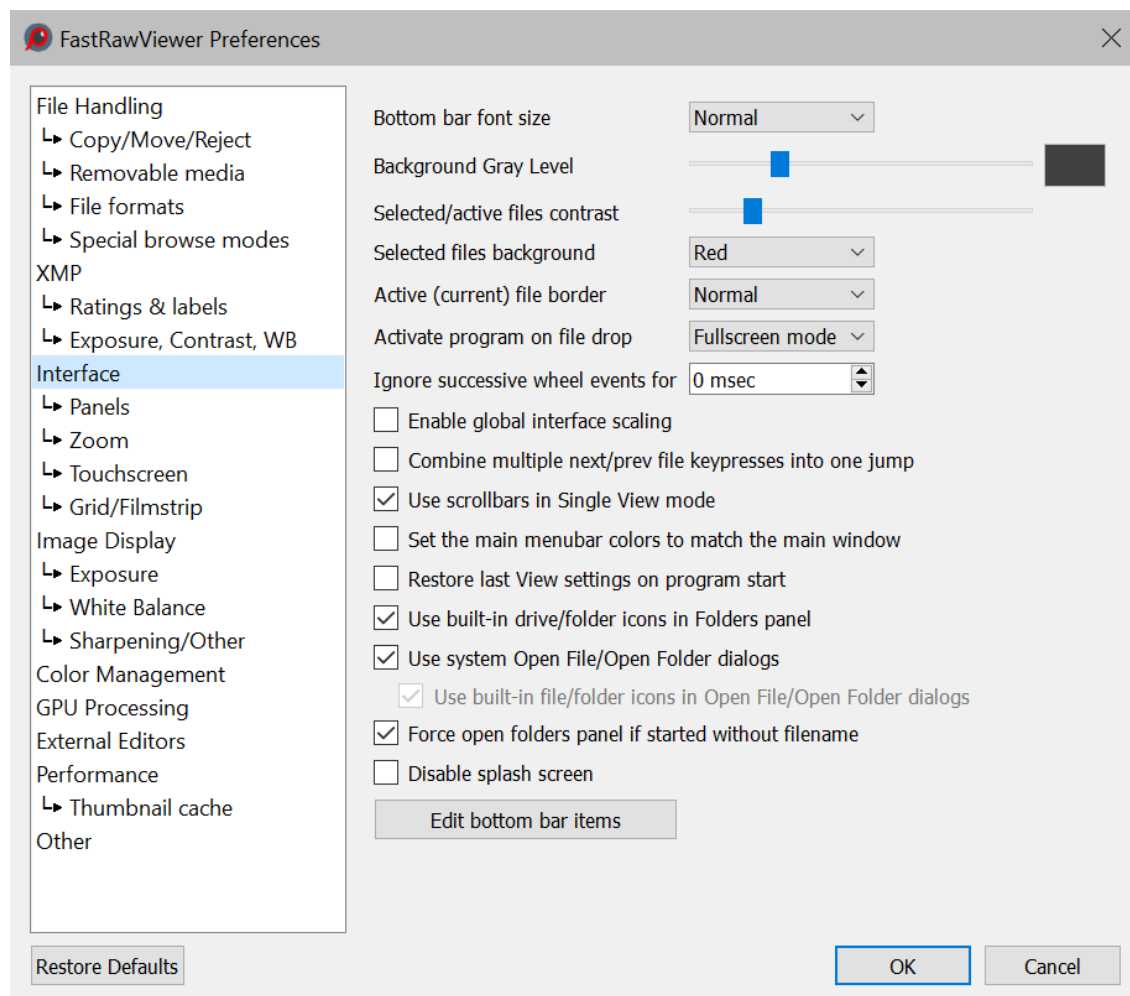 FastRawViewer Preferences
File Handling
Copy/Move/Reject
Removable media
File formats
Special browse modes
XMP
Ratings & labels
Exposure, Contrast, WB
Interface
Panels
Zoom
Touchscreen
Grid/Filmstrip
Image Display
Exposure
White Balance
Sharpening/Other
Color Management
GPU Processing
External Editors
Performance
Thumbnail cache
Other
Bottom bar font size Normal
Background Gray Level
Selected/active files contrast
Selected files background Red
Active (current) file border Normal
Activate program on file drop Fullscreen mode
Ignore successive wheel events for 0 msec
Enable global interface scaling
Combine multiple next/prev file keypresses into one jump
Use scrollbars in Single View mode
Set the main menubar colors to match the main window
Restore last View settings on program start
Use built-in drive/folder icons in Folders panel
Use system Open File/Open Folder dialogs
Use built-in file/folder icons in Open File/Open Folder dialogs
Force open folders panel if started without filename
Disable splash screen
Edit bottom bar items
Restore Defaults OK Cancel